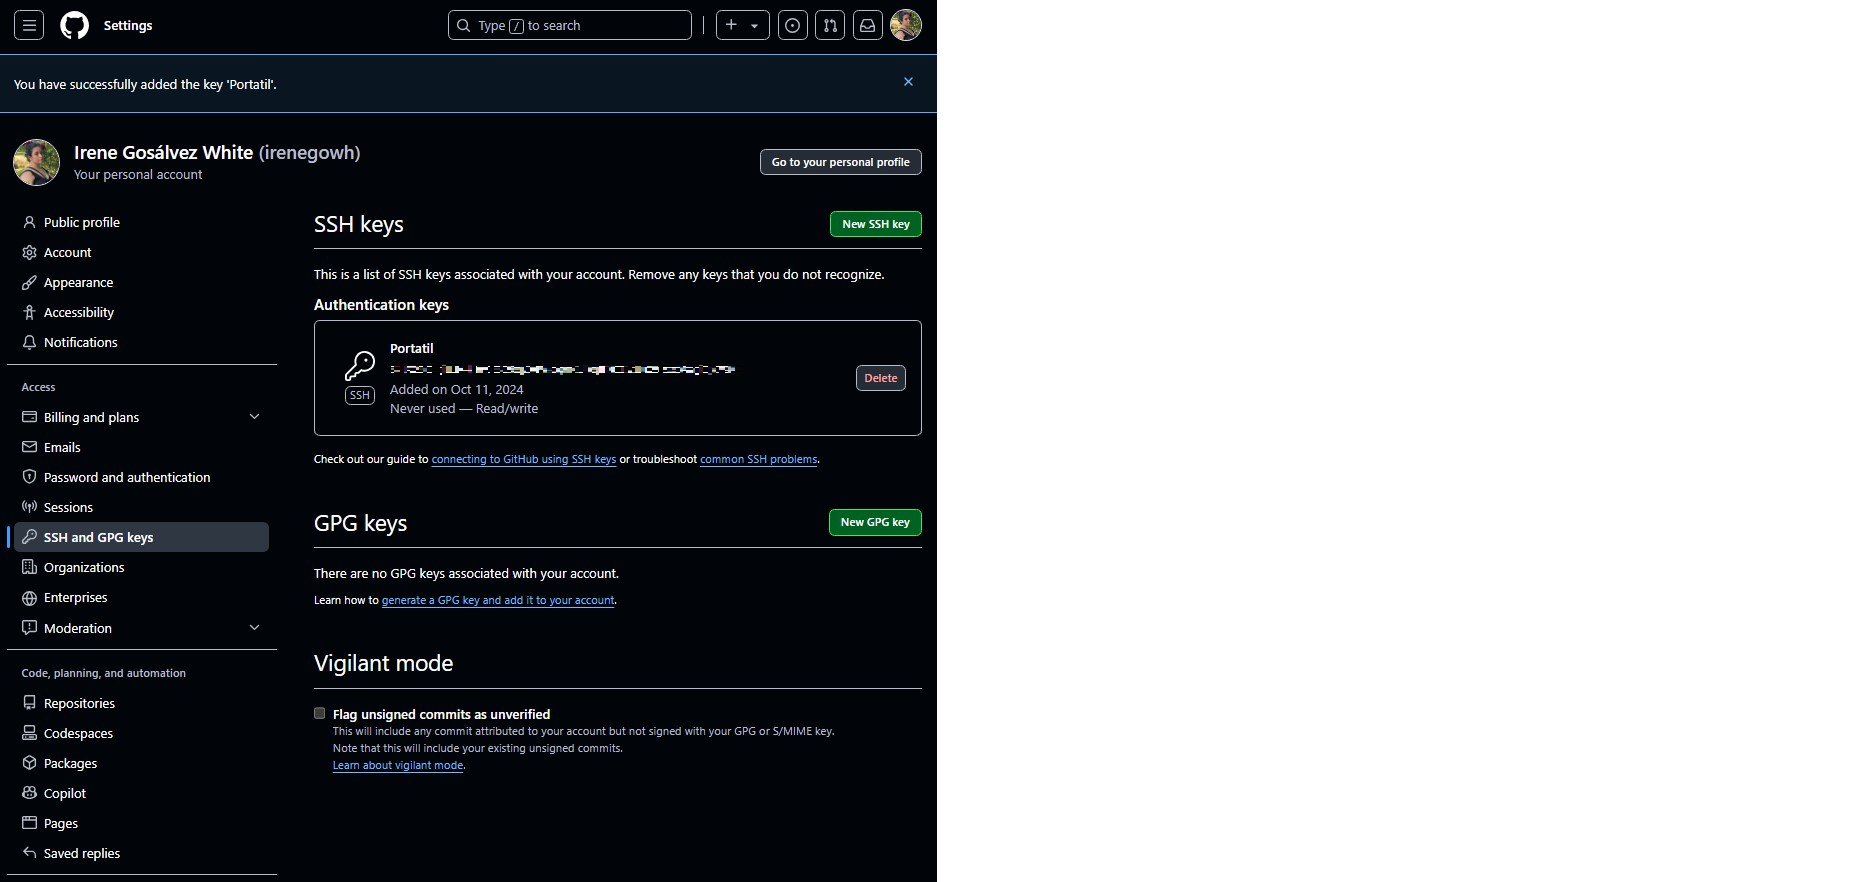 Settings
Type / to search
You have successfully added the key 'Portatil'.
Irene Gosálvez White (irenegowh)
Your personal account
Go to your personal profile
Public profile
Account
Appearance
Accessibility
Notifications
Access
Billing and plans
Emails
Password and authentication
Sessions
SSH and GPG keys
Organizations
Enterprises
Moderation
Code, planning, and automation
Repositories
Codespaces
Packages
Copilot
Pages
Saved replies
SSH keys
New SSH key
This is a list of SSH keys associated with your account. Remove any keys that you do not recognize.
Authentication keys
Portatil
SSH
Added on Oct 11, 2024
Never used — Read/write
Delete
Check out our guide to connecting to GitHub using SSH keys or troubleshoot common SSH problems.
GPG keys
New GPG key
There are no GPG keys associated with your account.
Learn how to generate a GPG key and add it to your account.
Vigilant mode
Flag unsigned commits as unverified
This will include any commit attributed to your account but not signed with your GPG or S/MIME key.
Note that this will include your existing unsigned commits.
Learn about vigilant mode.